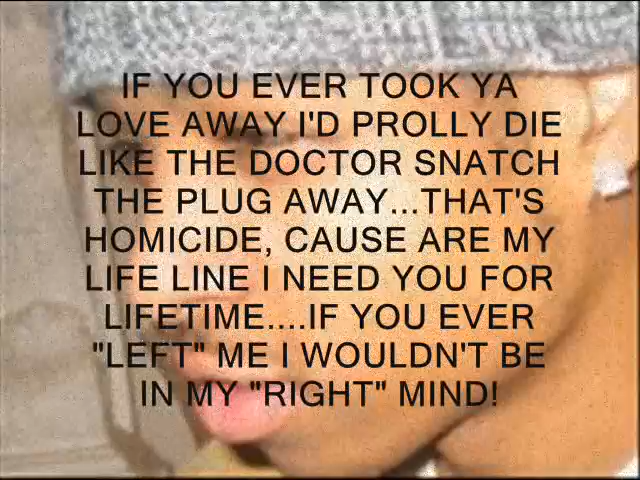 IF YOU EVER TOOK YA
LOVE AWAY I'D PROLLY DIE
LIKE THE DOCTOR SNATCH
THE PLUG AWAY...THAT'S
HOMICIDE, CAUSE ARE MY
LIFE LINE I NEED YOU FOR
LIFETIME....IF YOU EVER
"LEFT" ME I WOULDN'T BE
IN MY "RIGHT" MIND!